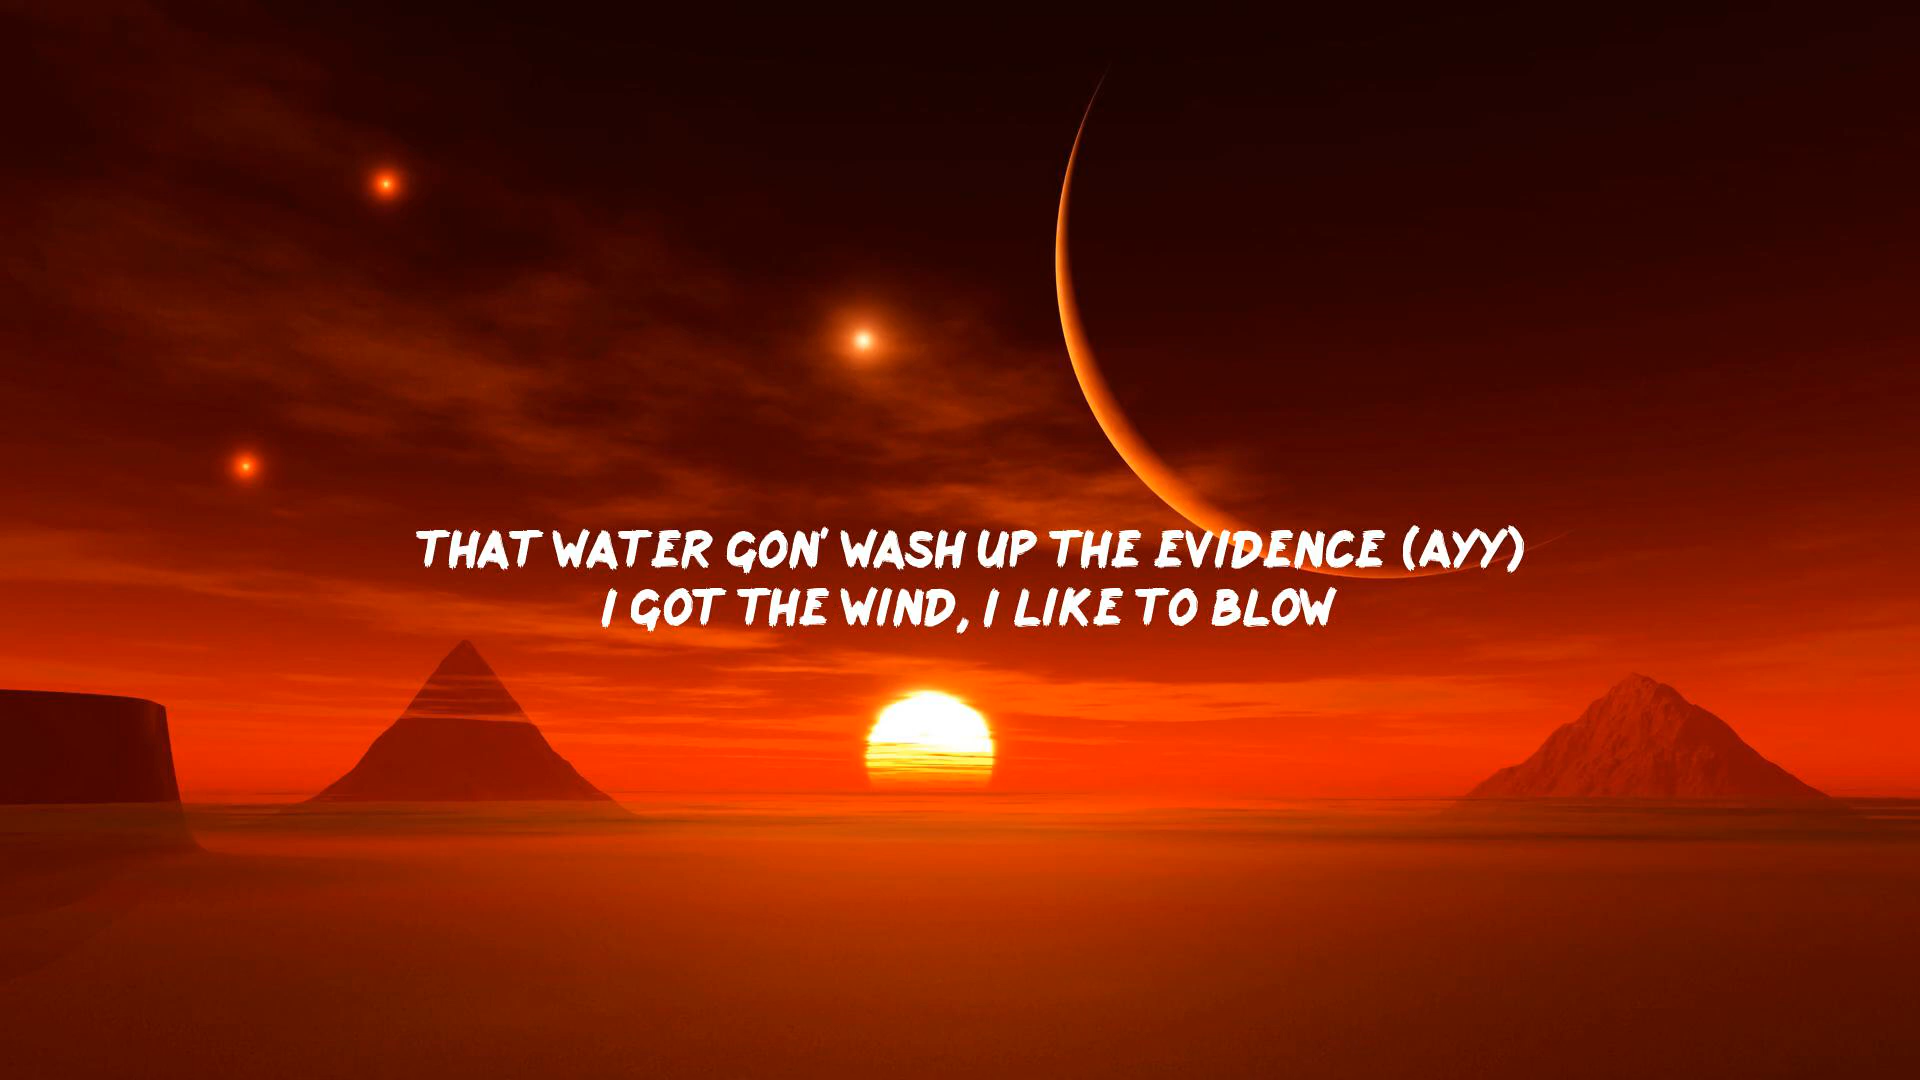 THAT WATER GON' WASH UP THE EVIDENCE (AYY)
I GOT THE WIND, I LIKE TO BLOW